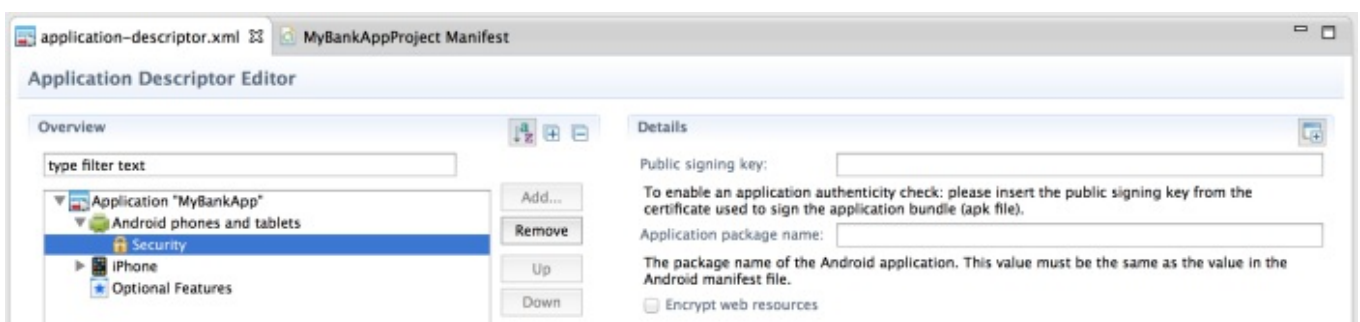 application-descriptor.xml MyBankAppProject Manifest
Application Descriptor Editor
Overview
type filter text
Application "MyBankApp"
Android phones and tablets
Security
iPhone
Optional Features
Add...
Remove
Up
Down
Details
Public signing key:
To enable an application authenticity check: please insert the public signing key from the
certificate used to sign the application bundle (apk file).
Application package name:
The package name of the Android application. This value must be the same as the value in the
Android manifest file.
Encrypt web resources